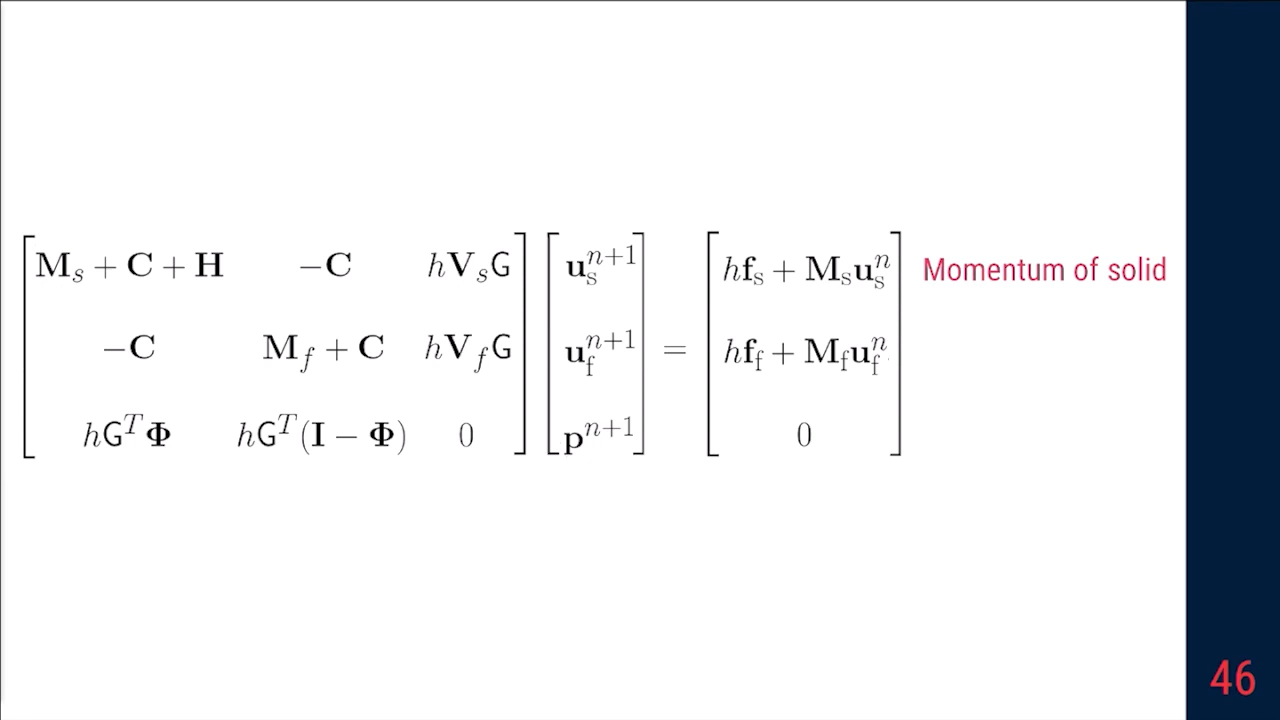 [ M_s + C + H   −C   hV_sG ] [ u_s^{n+1} ] = [ hf_s + M_su_s^n ] Momentum of solid
[ −C   M_f + C   hV_fG ] [ u_f^{n+1} ] = [ hf_f + M_fu_f^n ]
[ hG^TΦ   hG^T(I − Φ)   0 ] [ p^{n+1} ] = [ 0 ]
46